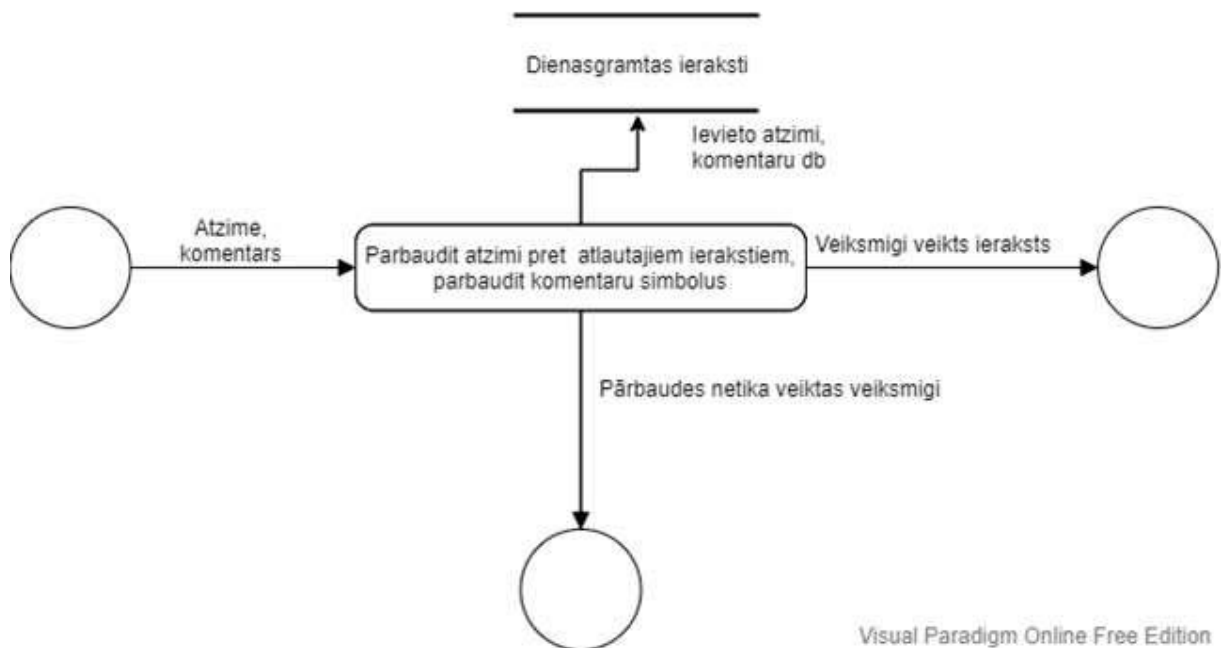 Dienasgramtas ieraksti
Ievieto atzimi,
komentaru db
Atzime,
komentars
Parbaudit atzimi pret atlautajiem ierakstiem,
parbaudit komentaru simbolus
Veiksmigi veikts ieraksts
Pārbaudes netika veiktas veiksmigi
Visual Paradigm Online Free Edition